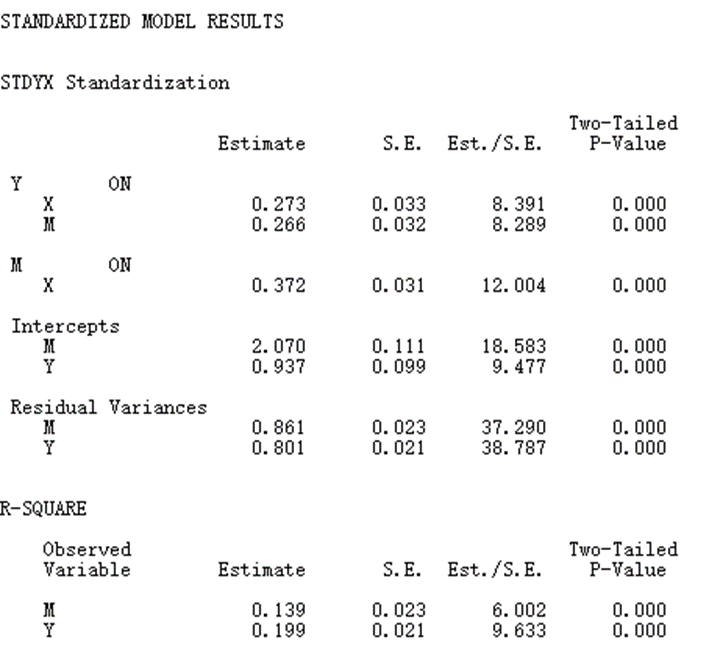 STANDARDIZED MODEL RESULTS
STDYX Standardization
Two-Tailed
Estimate S.E. Est./S.E. P-Value
Y ON
X 0.273 0.033 8.391 0.000
M 0.266 0.032 8.289 0.000
M ON
X 0.372 0.031 12.004 0.000
Intercepts
M 2.070 0.111 18.583 0.000
Y 0.937 0.099 9.477 0.000
Residual Variances
M 0.861 0.023 37.290 0.000
Y 0.801 0.021 38.787 0.000
R-SQUARE
Observed Two-Tailed
Variable Estimate S.E. Est./S.E. P-Value
M 0.139 0.023 6.002 0.000
Y 0.199 0.021 9.633 0.000